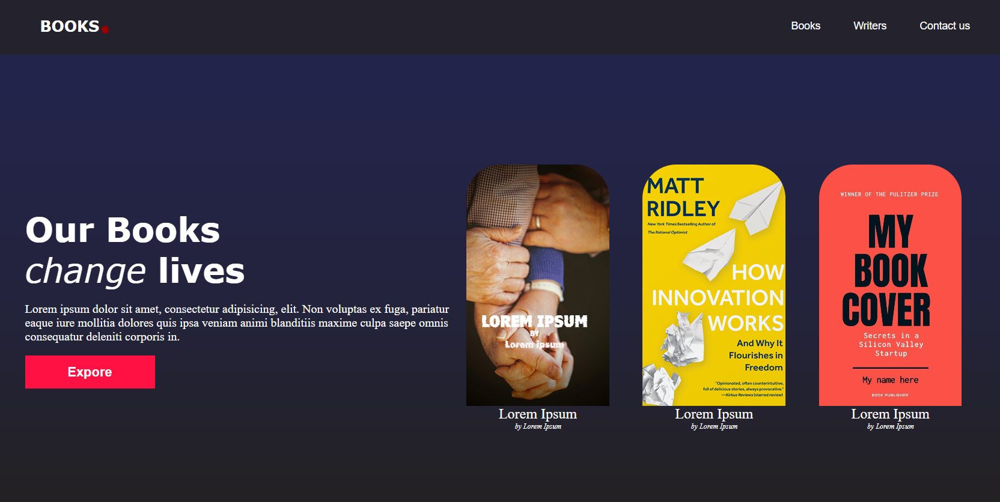 BOOKS
Books
Writers
Contact us
Our Books
change lives
Lorem ipsum dolor sit amet, consectetur adipisicing, elit. Non voluptas ex fuga, pariatur
eaque iure mollitia dolores quis ipsa veniam animi blanditiis maxime culpa saepe omnis
consequatur deleniti corporis in.
Expore
LOREM IPSUM
BY
Lorem ipsum
Lorem Ipsum
by Lorem Ipsum
MATT
RIDLEY
New York Times Bestselling Author of
The Rational Optimist
HOW
INNOVATION
WORKS
And Why It
Flourishes in
Freedom
"Opinionated, often counterintuitive,
full of delicious stories, always provocative."
—Kirkus Reviews (starred review)
Lorem Ipsum
by Lorem Ipsum
WINNER OF THE PULITZER PRIZE
MY
BOOK
COVER
Secrets in a
Silicon Valley
Startup
My name here
BOOK PUBLISHER
Lorem Ipsum
by Lorem Ipsum